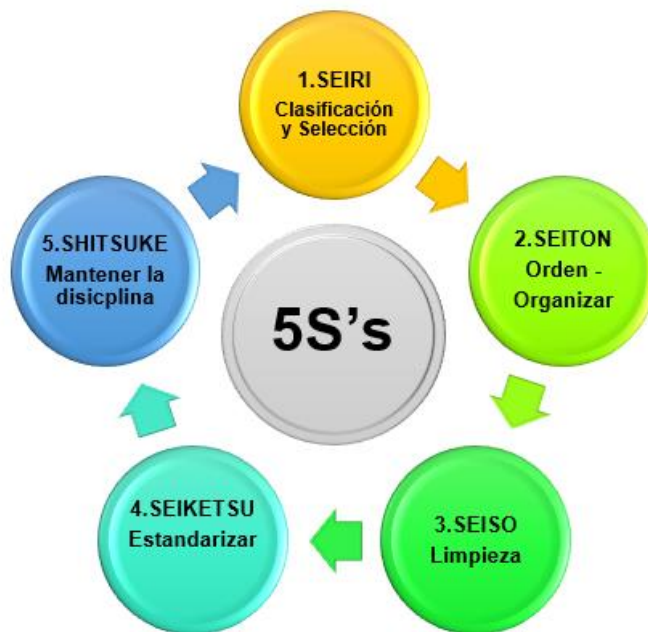 1.SEIRI
Clasificación
y Selección
2.SEITON
Orden -
Organizar
3.SEISO
Limpieza
4.SEIKETSU
Estandarizar
5.SHITSUKE
Mantener la
disicplina
5S’s